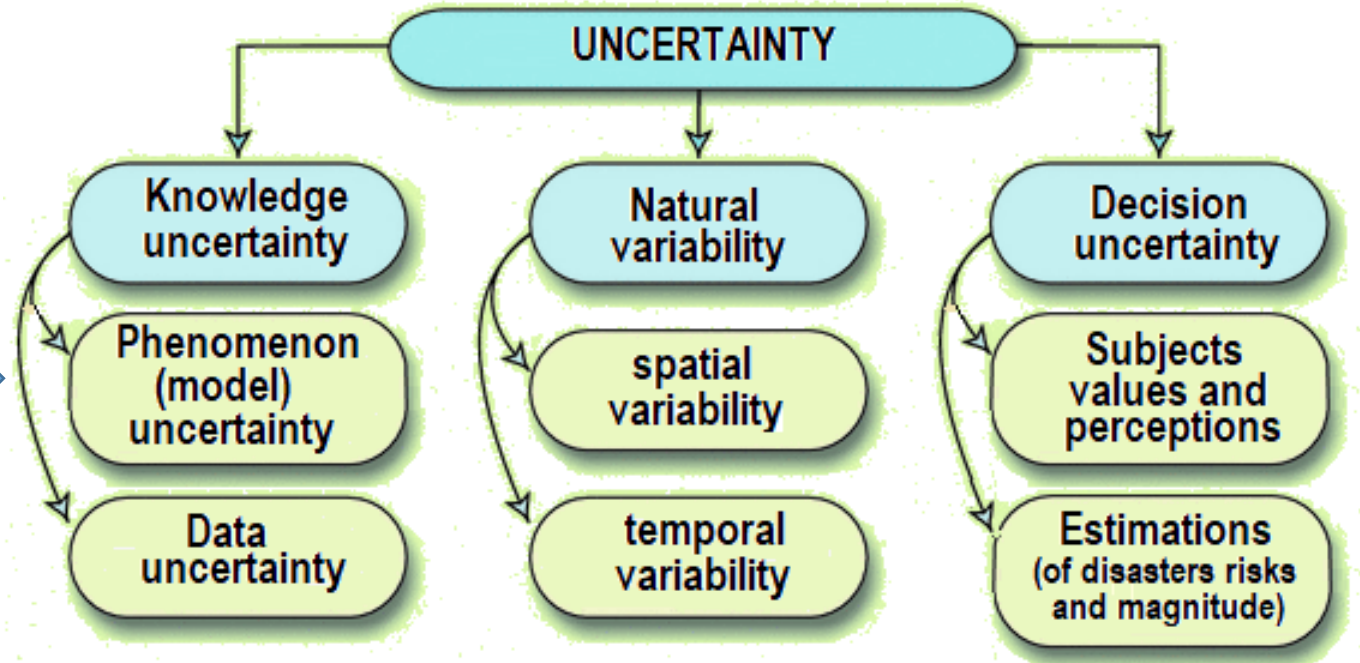 UNCERTAINTY
Knowledge
uncertainty
Phenomenon
(model)
uncertainty
Data
uncertainty
Natural
variability
spatial
variability
temporal
variability
Decision
uncertainty
Subjects
values and
perceptions
Estimations
(of disasters risks
and magnitude)